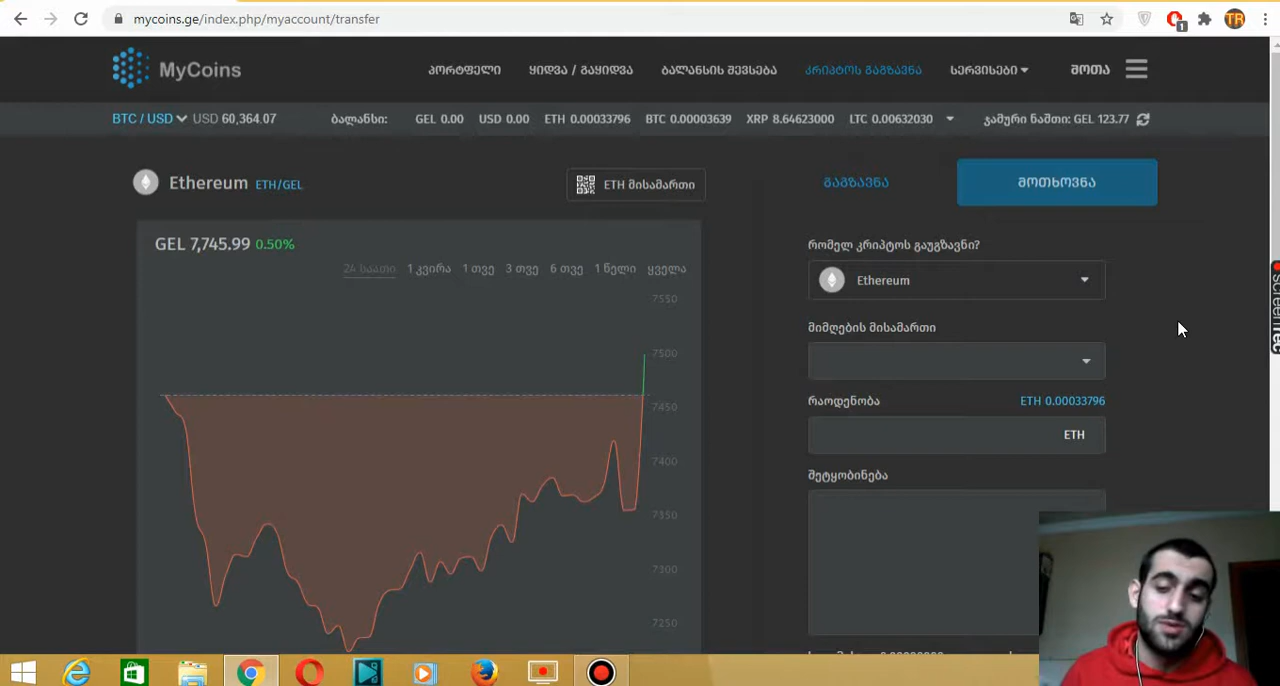 mycoins.ge/index.php/myaccount/transfer
TR
1
MyCoins
პორტფელი
ყიდვა / გაყიდვა
ბალანსის შევსება
კრიპტოს გაგზავნა
სერვისები
შოთა
BTC / USD USD 60,364.07
ბალანსი: GEL 0.00 USD 0.00 ETH 0.00033796 BTC 0.00003639 XRP 8.64623000 LTC 0.00632030
ჯამური ნაშთი: GEL 123.77
Ethereum ETH/GEL
ETH მისამართი
გაგზავნა
მოთხოვნა
GEL 7,745.99 0.50%
24 საათი 1 კვირა 1 თვე 3 თვე 6 თვე 1 წელი ყველა
7550
7500
7450
7400
7350
7300
7250
რომელ კრიპტოს გაუგზავნი?
Ethereum
მიმღების მისამართი
რაოდენობა
ETH 0.00033796
ETH
შეტყობინება